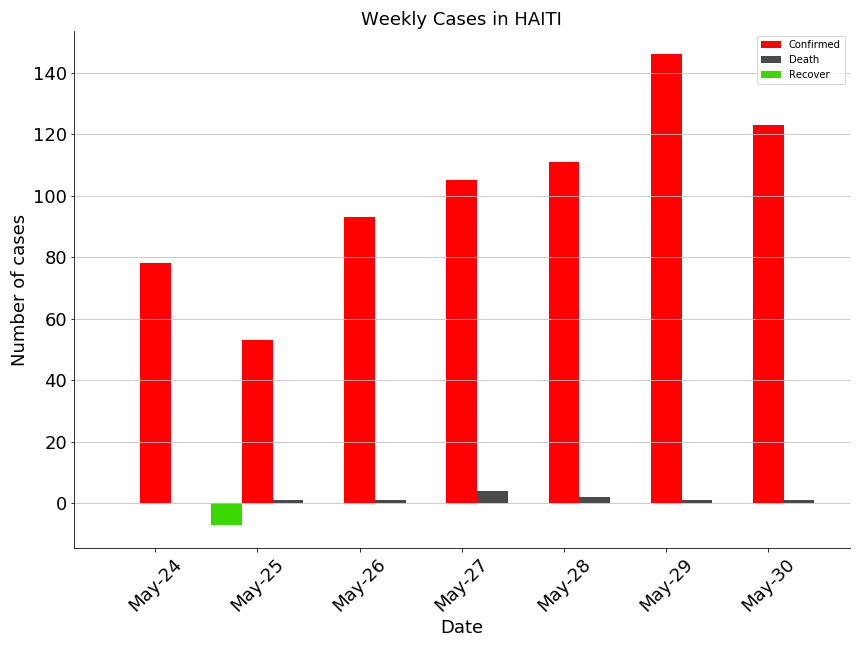 Weekly Cases in HAITI
Confirmed
Death
Recover
Number of cases
140
120
100
80
60
40
20
0
May-24
May-25
May-26
May-27
May-28
May-29
May-30
Date